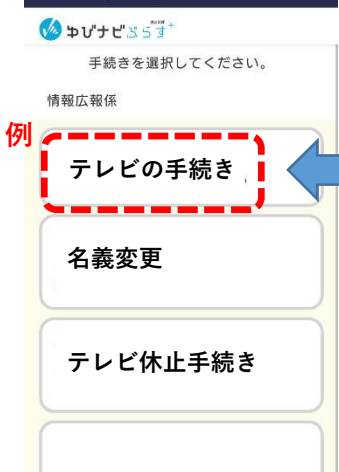 ゆびナビぷらす+
手続きを選択してください。
情報広報係
例
テレビの手続き
名義変更
テレビ休止手続き